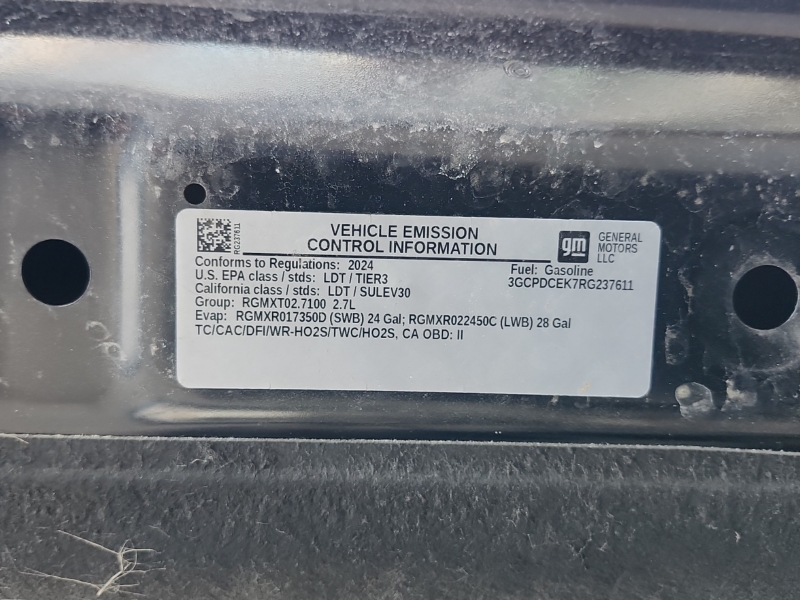 RG237611
VEHICLE EMISSION
CONTROL INFORMATION
gm
GENERAL
MOTORS
LLC
Conforms to Regulations: 2024
Fuel: Gasoline
U.S. EPA class / stds: LDT / TIER3
3GCPDCEK7RG237611
California class / stds: LDT / SULEV30
Group: RGMXT02.7100 2.7L
Evap: RGMXR017350D (SWB) 24 Gal; RGMXR022450C (LWB) 28 Gal
TC/CAC/DFI/WR-HO2S/TWC/HO2S, CA OBD: II